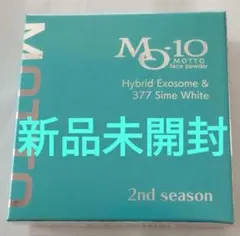 MOTTO
MO-10
MOTTO
face powder
Hybrid Exosome &
377 Sime White
新品未開封
2nd season